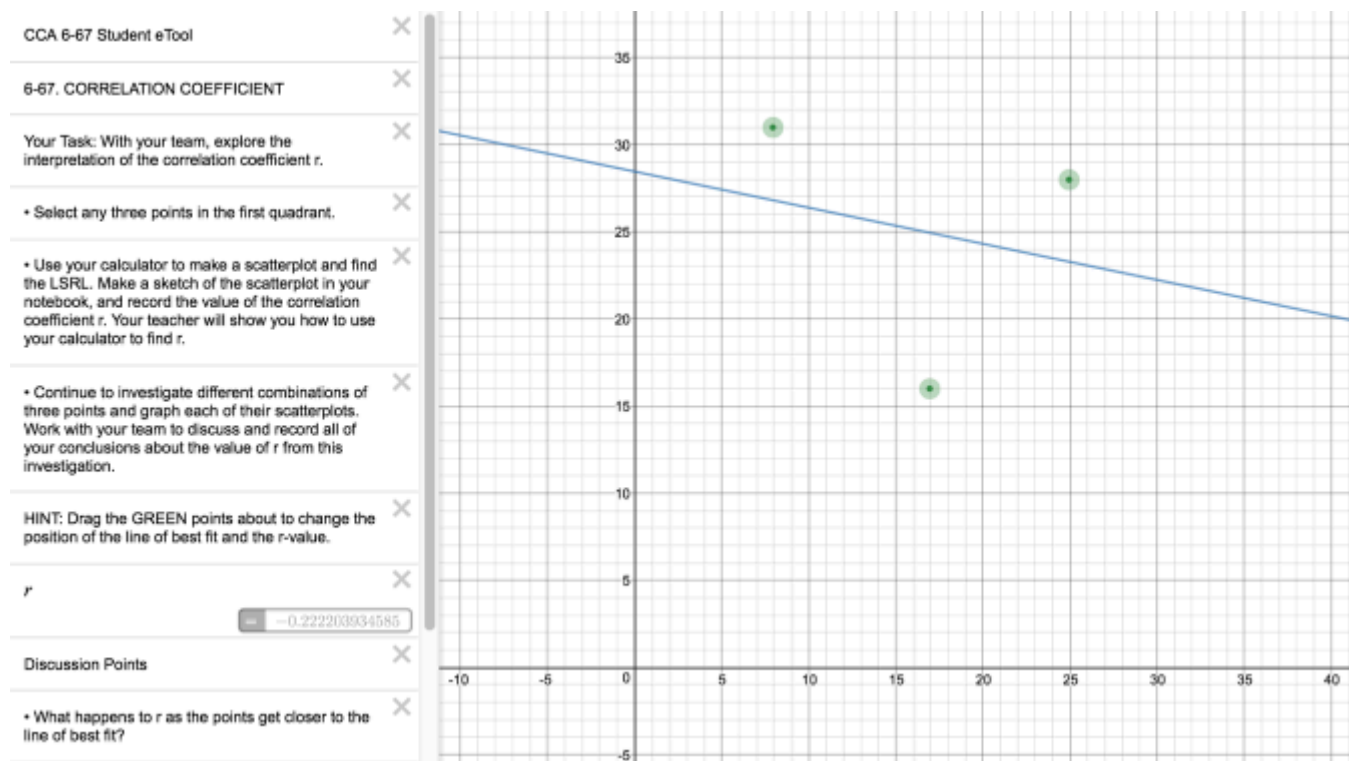 CCA 6-67 Student eTool
6-67. CORRELATION COEFFICIENT
Your Task: With your team, explore the
interpretation of the correlation coefficient r.
• Select any three points in the first quadrant.
• Use your calculator to make a scatterplot and find
the LSRL. Make a sketch of the scatterplot in your
notebook, and record the value of the correlation
coefficient r. Your teacher will show you how to use
your calculator to find r.
• Continue to investigate different combinations of
three points and graph each of their scatterplots.
Work with your team to discuss and record all of
your conclusions about the value of r from this
investigation.
HINT: Drag the GREEN points about to change the
position of the line of best fit and the r-value.
r
= −0.222203934585
Discussion Points
• What happens to r as the points get closer to the
line of best fit?
35
30
25
20
15
10
5
-10 -5 0 5 10 15 20 25 30 35 40
-5